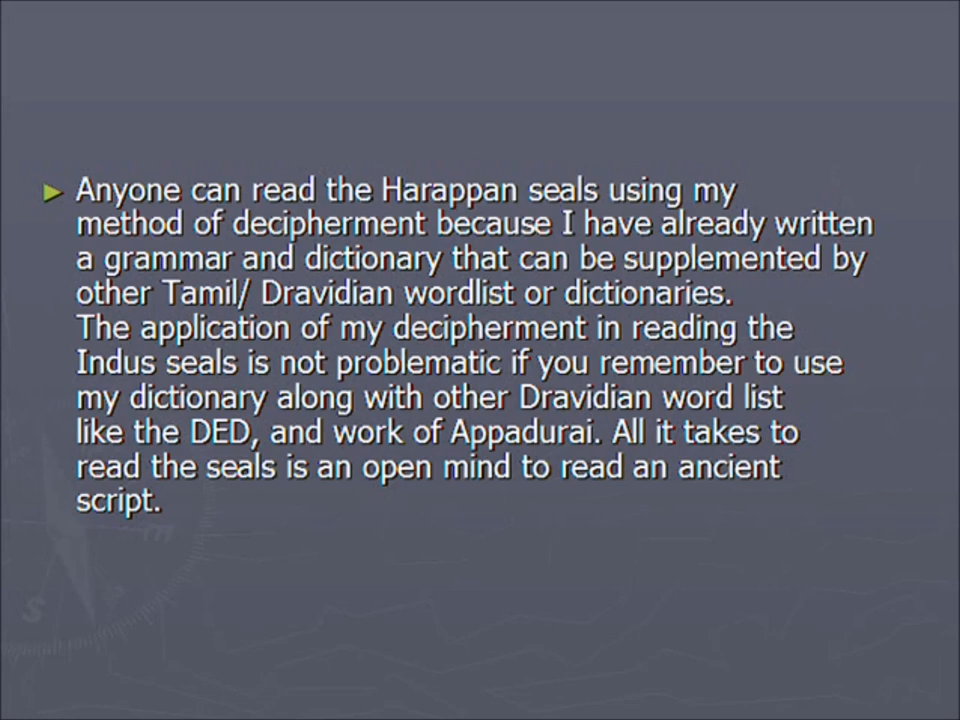 ► Anyone can read the Harappan seals using my
method of decipherment because I have already written
a grammar and dictionary that can be supplemented by
other Tamil/ Dravidian wordlist or dictionaries.
The application of my decipherment in reading the
Indus seals is not problematic if you remember to use
my dictionary along with other Dravidian word list
like the DED, and work of Appadurai. All it takes to
read the seals is an open mind to read an ancient
script.
m
S